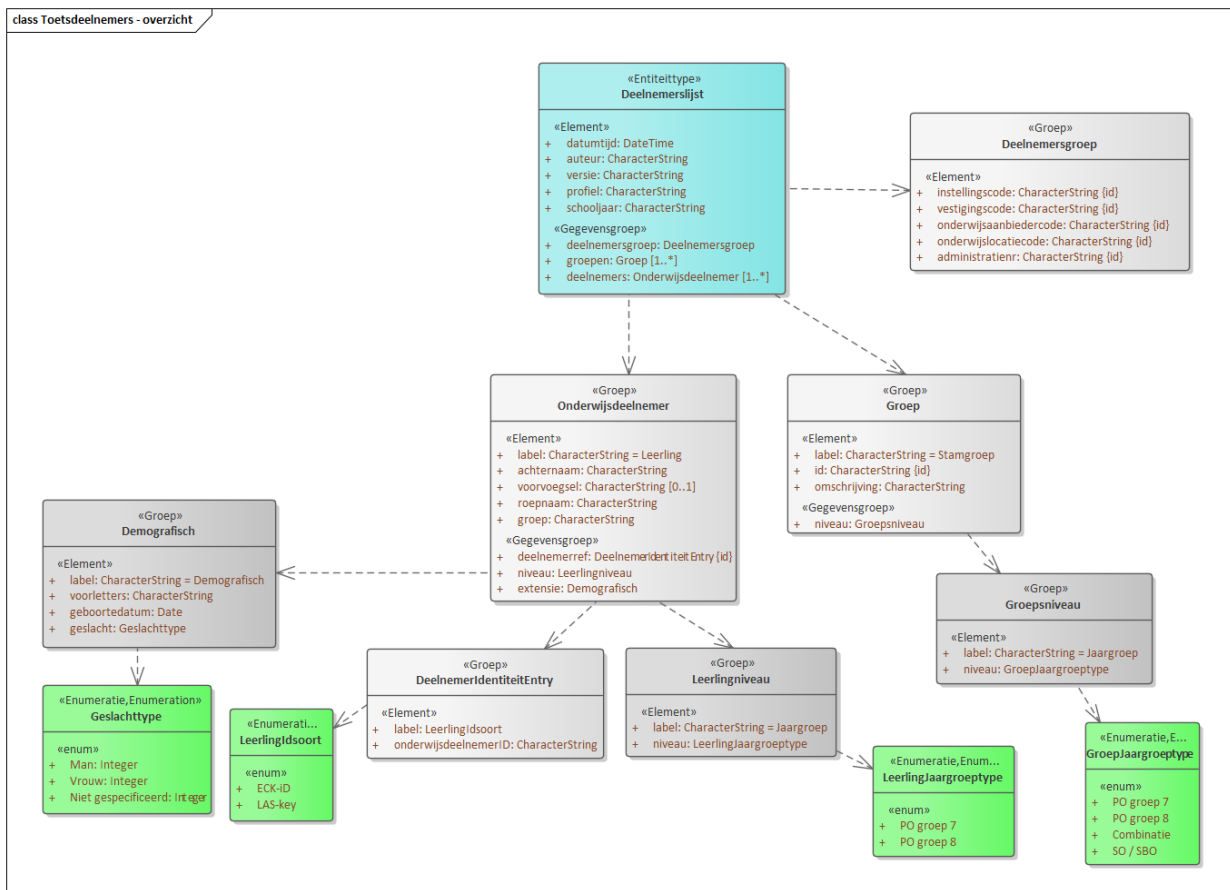 class Toetsdeelnemers - overzicht
«Entiteittype»
Deelnemerslijst
«Element»
+ datumtijd: DateTime
+ auteur: CharacterString
+ versie: CharacterString
+ profiel: CharacterString
+ schooljaar: CharacterString
«Gegevensgroep»
+ deelnemersgroep: Deelnemersgroep
+ groepen: Groep [1..*]
+ deelnemers: Onderwijsdeelnemer [1..*]
«Groep»
Deelnemersgroep
«Element»
+ instellingscode: CharacterString {id}
+ vestigingscode: CharacterString {id}
+ onderwijsaanbiedercode: CharacterString {id}
+ onderwijslocatiecode: CharacterString {id}
+ administratienr: CharacterString {id}
«Groep»
Onderwijsdeelnemer
«Element»
+ label: CharacterString = Leerling
+ achternaam: CharacterString
+ voorvoegsel: CharacterString [0..1]
+ roepnaam: CharacterString
+ groep: CharacterString
«Gegevensgroep»
+ deelnemerref: DeelnemerIdentiteitEntry {id}
+ niveau: Leerlingniveau
+ extensie: Demografisch
«Groep»
Groep
«Element»
+ label: CharacterString = Stamgroep
+ id: CharacterString {id}
+ omschrijving: CharacterString
«Gegevensgroep»
+ niveau: Groepsniveau
«Groep»
Demografisch
«Element»
+ label: CharacterString = Demografisch
+ voorletters: CharacterString
+ geboortedatum: Date
+ geslacht: Geslachttype
«Groep»
Groepsniveau
«Element»
+ label: CharacterString = Jaargroep
+ niveau: GroepJaargroeptype
«Groep»
DeelnemerIdentiteitEntry
«Element»
+ label: LeerlingIdsoort
+ onderwijsdeelnemerID: CharacterString
«Groep»
Leerlingniveau
«Element»
+ label: CharacterString = Jaargroep
+ niveau: LeerlingJaargroeptype
«Enumeratie,Enumeration»
Geslachttype
«enum»
+ Man: Integer
+ Vrouw: Integer
+ Niet gespecificeerd: Integer
«Enumerati...
LeerlingIdsoort
«enum»
+ ECK-iD
+ LAS-key
«Enumeratie,Enum...
LeerlingJaargroeptype
«enum»
+ PO groep 7
+ PO groep 8
«Enumeratie,E...
GroepJaargroeptype
«enum»
+ PO groep 7
+ PO groep 8
+ Combinatie
+ SO / SBO